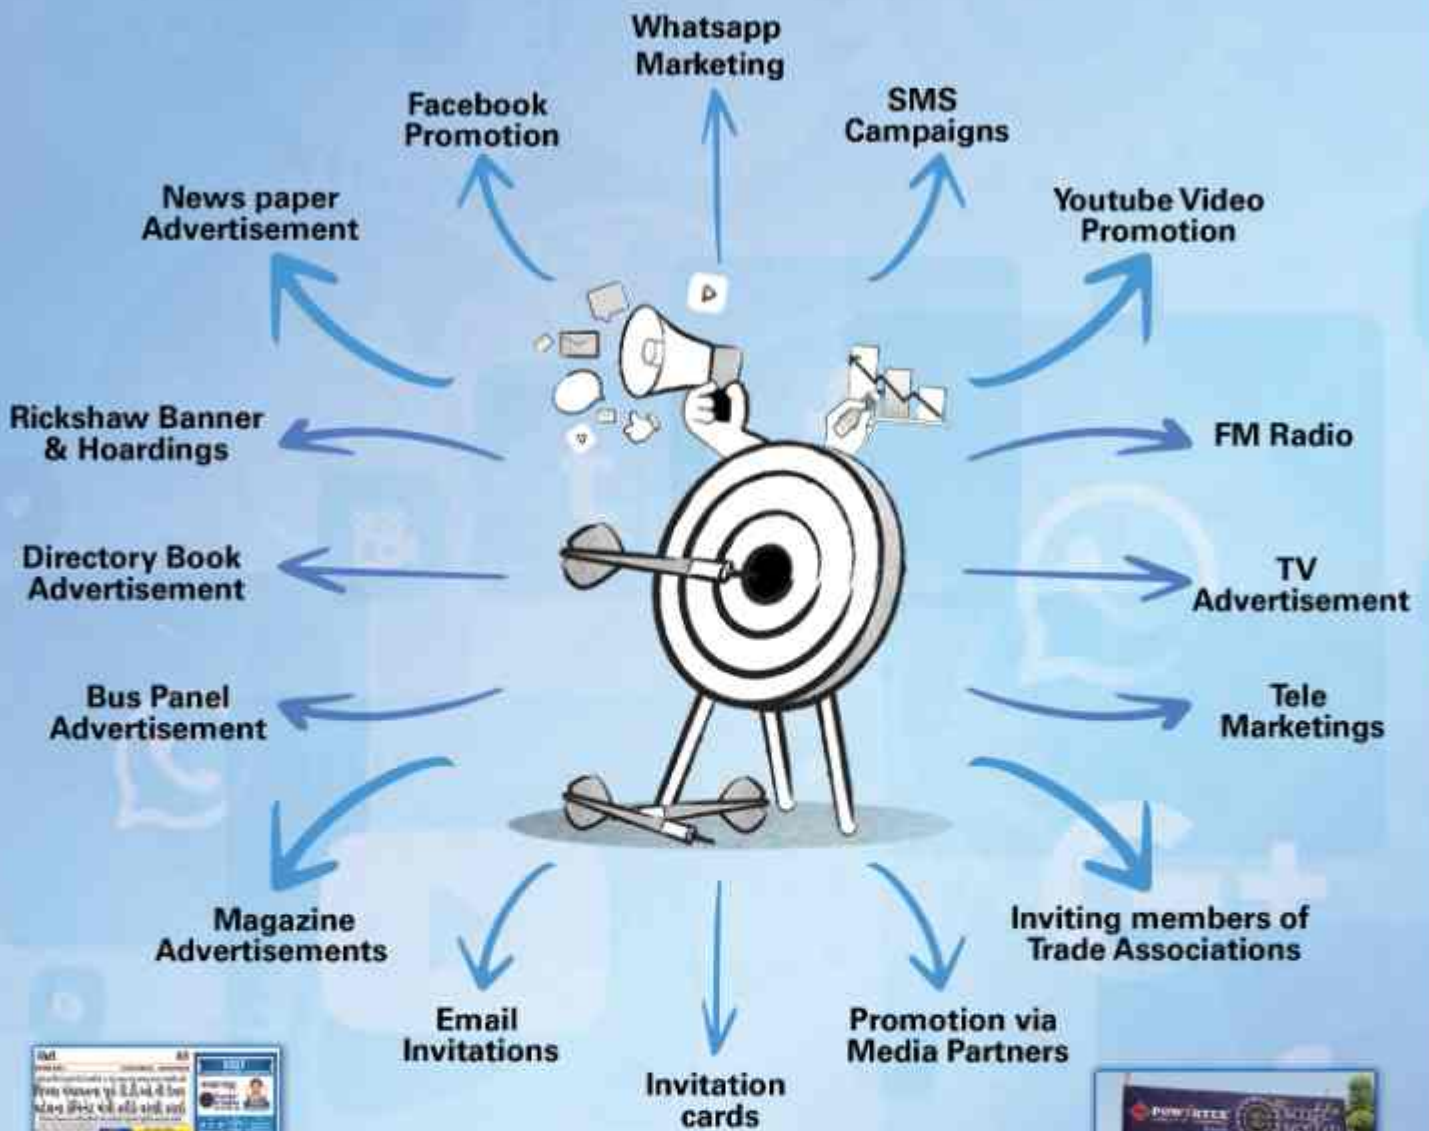 Whatsapp
Marketing
Facebook
Promotion
SMS
Campaigns
News paper
Advertisement
Youtube Video
Promotion
Rickshaw Banner
& Hoardings
FM Radio
Directory Book
Advertisement
TV
Advertisement
Bus Panel
Advertisement
Tele
Marketings
Magazine
Advertisements
Inviting members of
Trade Associations
Email
Invitations
Promotion via
Media Partners
Invitation
cards